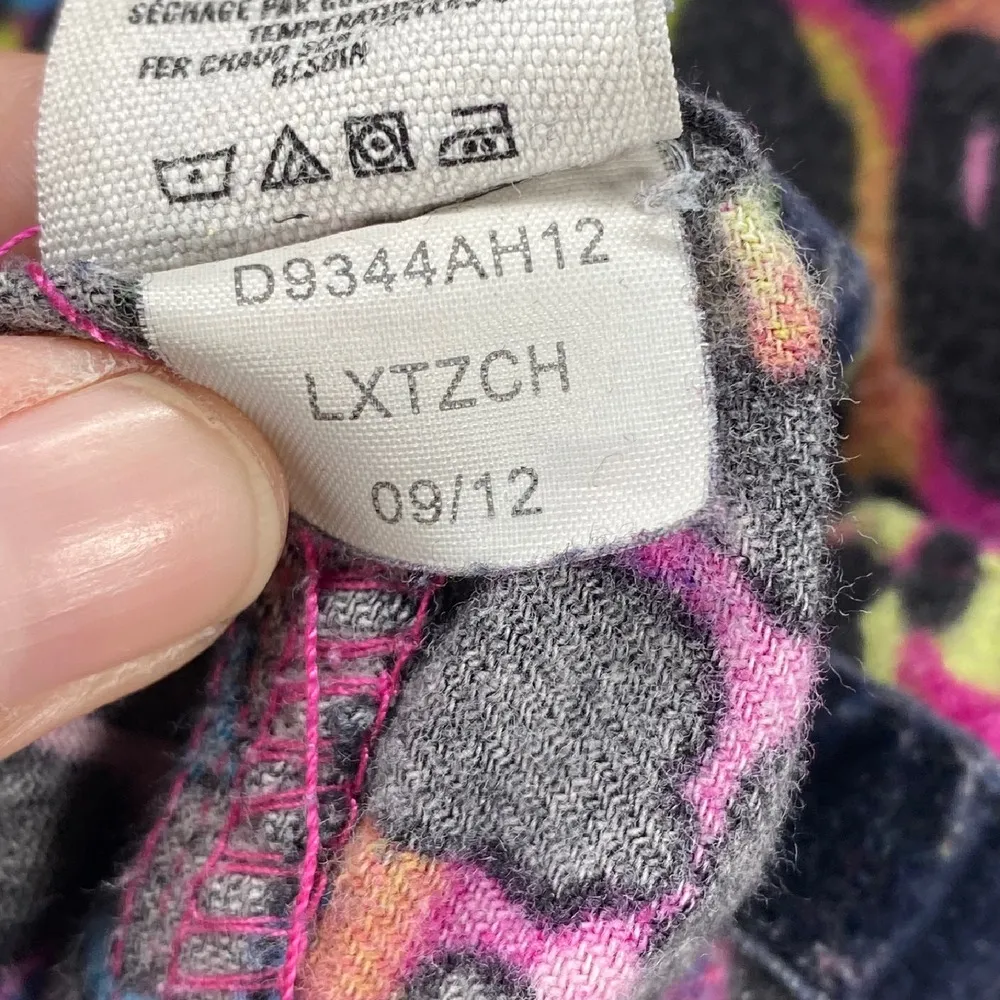 SÉCHAGE PAR
FER CHAUD
BESOIN
D9344AH12
LXTZCH
09/12